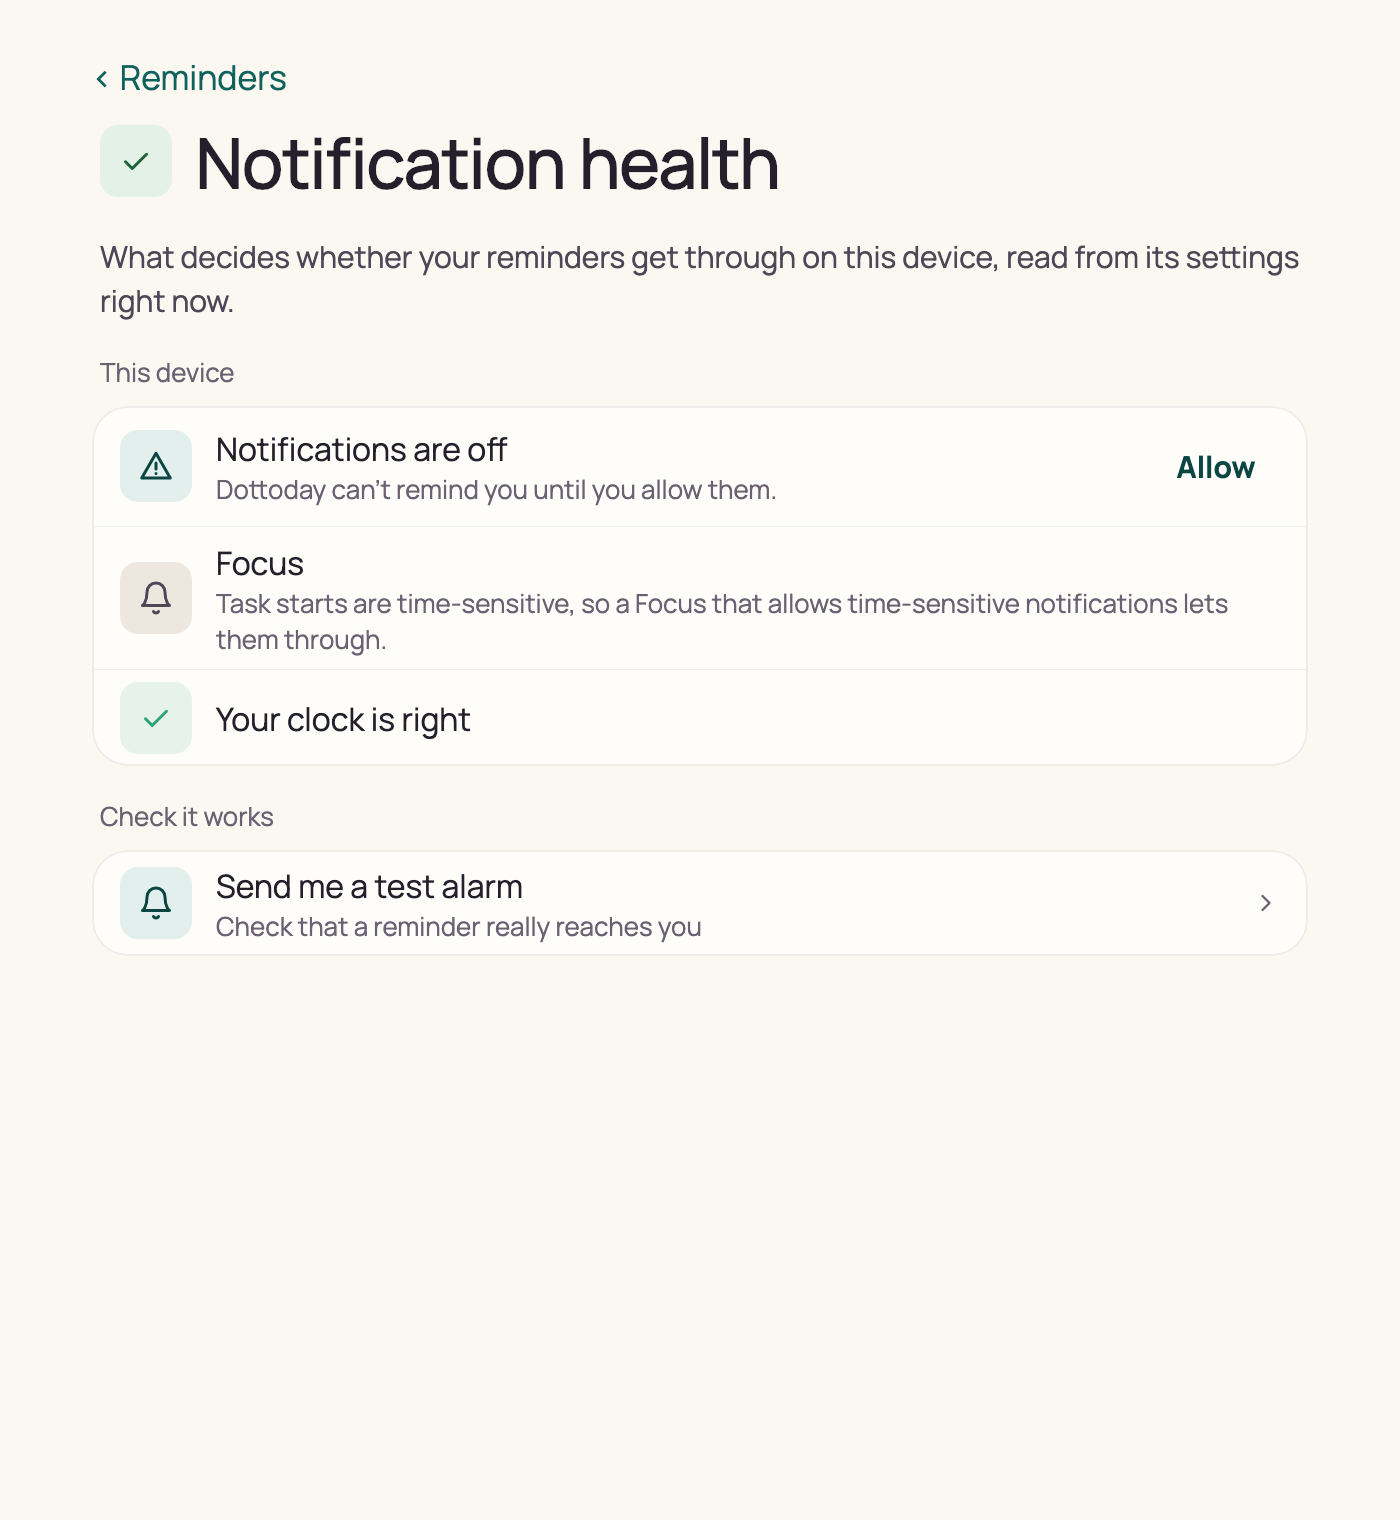 Reminders
Notification health
What decides whether your reminders get through on this device, read from its settings
right now.
This device
Notifications are off
Dottoday can’t remind you until you allow them.
Allow
Focus
Task starts are time-sensitive, so a Focus that allows time-sensitive notifications lets
them through.
Your clock is right
Check it works
Send me a test alarm
Check that a reminder really reaches you